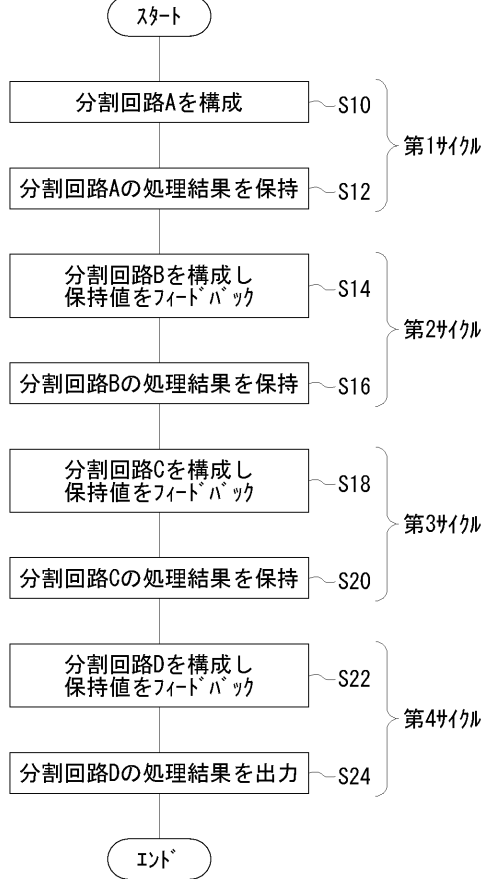 ｽﾀｰﾄ
分割回路Aを構成
S10
第1ｻｲｸﾙ
分割回路Aの処理結果を保持
S12
分割回路Bを構成し
保持値をﾌｨｰﾄﾞﾊﾞｯｸ
S14
第2ｻｲｸﾙ
分割回路Bの処理結果を保持
S16
分割回路Cを構成し
保持値をﾌｨｰﾄﾞﾊﾞｯｸ
S18
第3ｻｲｸﾙ
分割回路Cの処理結果を保持
S20
分割回路Dを構成し
保持値をﾌｨｰﾄﾞﾊﾞｯｸ
S22
第4ｻｲｸﾙ
分割回路Dの処理結果を出力
S24
ｴﾝﾄﾞ